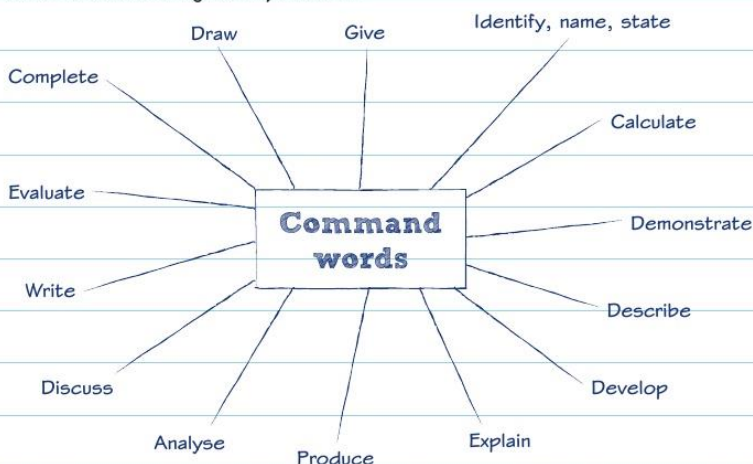 Draw
Give
Identify, name, state
Complete
Calculate
Evaluate
Command
words
Demonstrate
Write
Describe
Discuss
Develop
Analyse
Produce
Explain